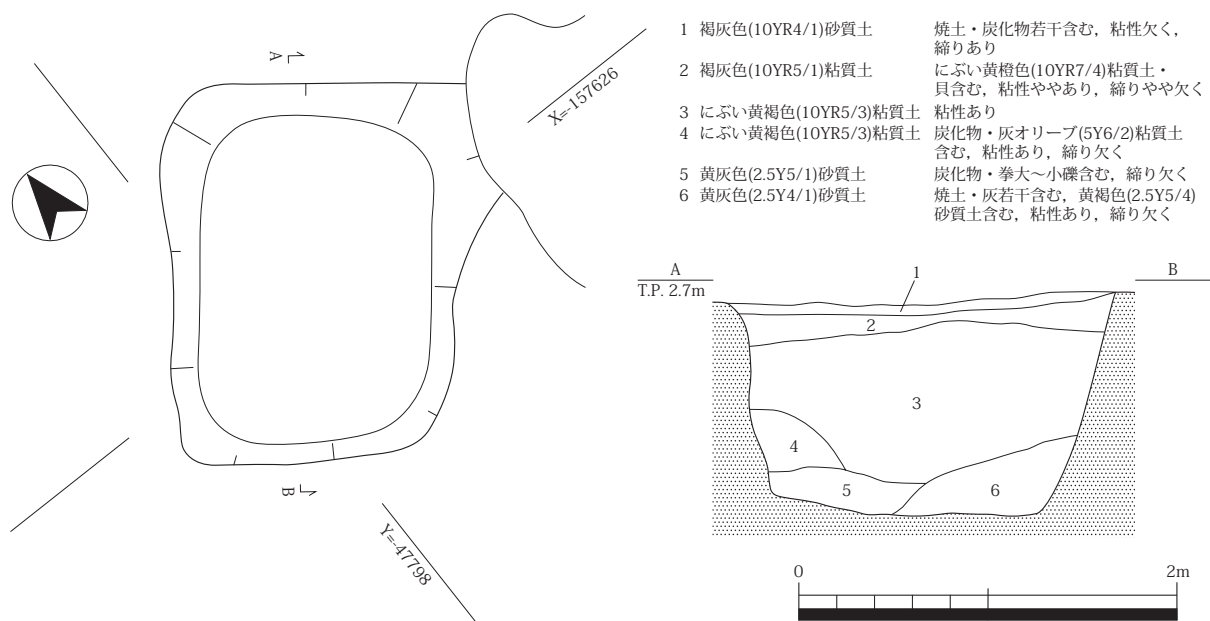 1 褐灰色(10YR4/1)砂質土 焼土・炭化物若干含む，粘性欠く，
締りあり
2 褐灰色(10YR5/1)粘質土 にぶい黄橙色(10YR7/4)粘質土・
貝含む，粘性ややあり，締りやや欠く
3 にぶい黄褐色(10YR5/3)粘質土 粘性あり
4 にぶい黄褐色(10YR5/3)粘質土 炭化物・灰オリーブ(5Y6/2)粘質土
含む，粘性あり，締り欠く
5 黄灰色(2.5Y5/1)砂質土 炭化物・拳大～小礫含む，締り欠く
6 黄灰色(2.5Y4/1)砂質土 焼土・灰若干含む，黄褐色(2.5Y5/4)
砂質土含む，粘性あり，締り欠く
A
X=-157626
B
Y=-47798
A
T.P. 2.7m
B
1
2
3
4
5
6
0 2m